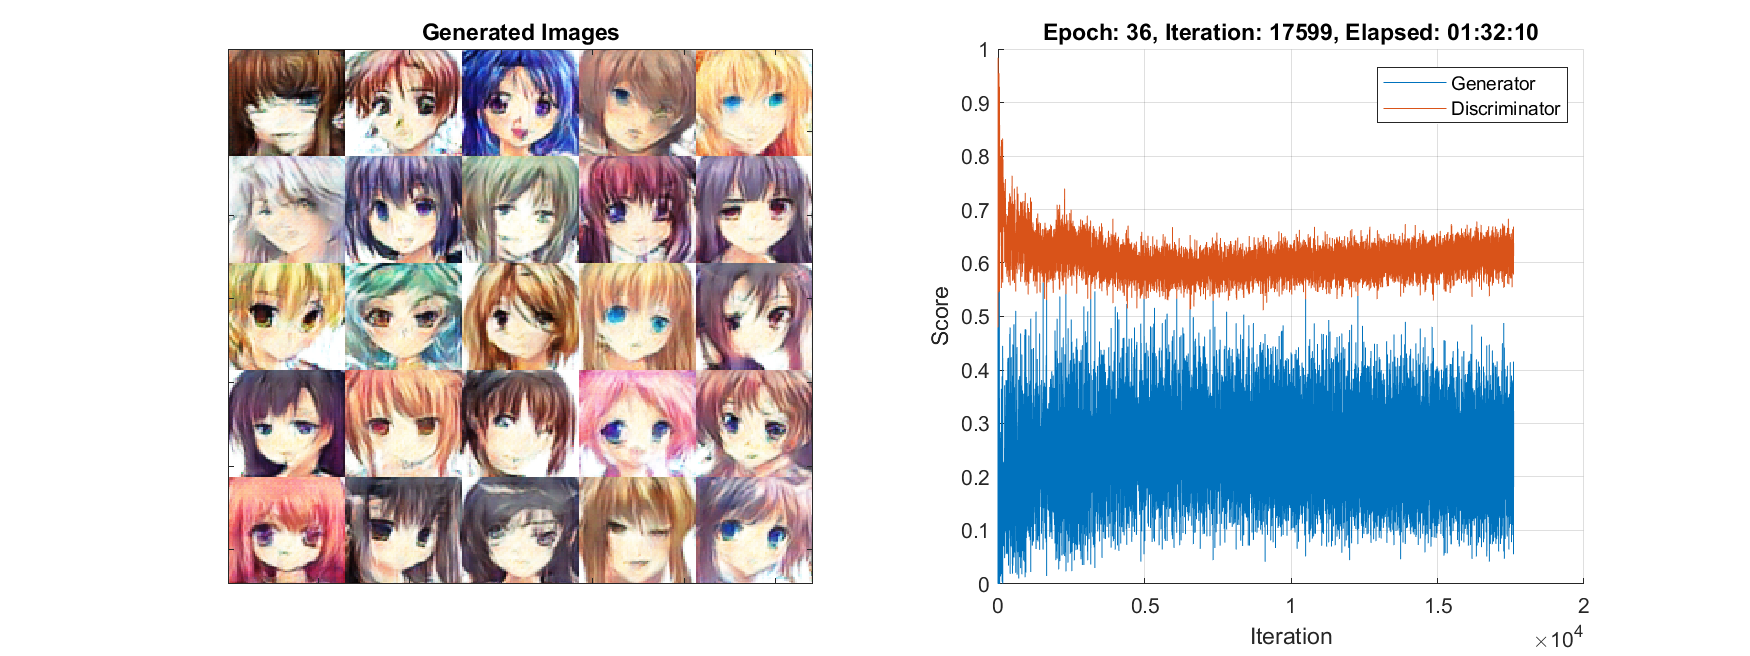 Generated Images
Epoch: 36, Iteration: 17599, Elapsed: 01:32:10
1
0.9
0.8
0.7
0.6
0.5
0.4
0.3
0.2
0.1
0
Score
Generator
Discriminator
0 0.5 1 1.5 2
Iteration
×10⁴